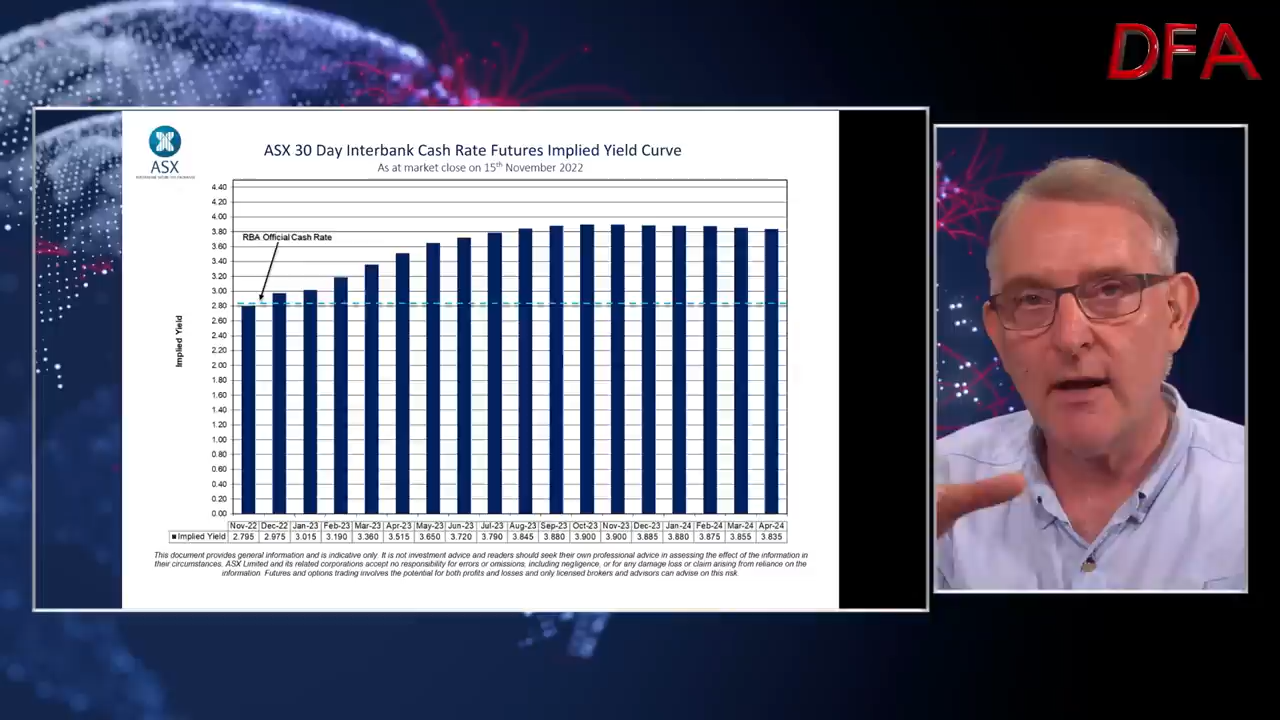 DFA
ASX
ASX 30 Day Interbank Cash Rate Futures Implied Yield Curve
As at market close on 15th November 2022
4.40
4.20
4.00
3.80
3.60
3.40
3.20
3.00
2.80
2.60
2.40
2.20
2.00
1.80
1.60
1.40
1.20
1.00
0.80
0.60
0.40
0.20
0.00
Implied Yield
RBA Official Cash Rate
Nov-22 Dec-22 Jan-23 Feb-23 Mar-23 Apr-23 May-23 Jun-23 Jul-23 Aug-23 Sep-23 Oct-23 Nov-23 Dec-23 Jan-24 Feb-24 Mar-24 Apr-24
Implied Yield 2.795 2.975 3.015 3.190 3.360 3.515 3.650 3.720 3.790 3.845 3.880 3.900 3.900 3.885 3.880 3.875 3.855 3.835
This document provides general information and is indicative only. It is not investment advice and readers should seek their own professional advice in assessing the effect of the information in
their circumstances. ASX Limited and its related corporations accept no responsibility for errors or omissions, including negligence, or for any damage loss or claim arising from reliance on the
information. Futures and options trading involves the potential for both profits and losses and only licensed brokers and advisors can advise on this risk.